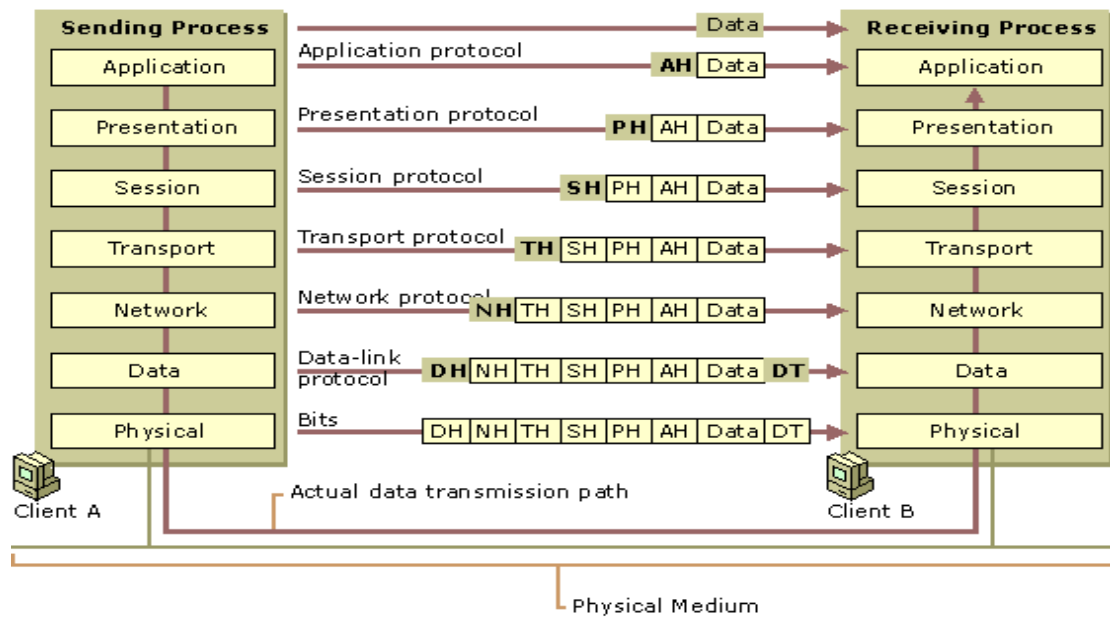 Sending Process
Data
Receiving Process
Application protocol
Application
AH Data
Application
Presentation protocol
Presentation
PH AH Data
Presentation
Session protocol
Session
SH PH AH Data
Session
Transport protocol
Transport
TH SH PH AH Data
Transport
Network protocol
Network
NH TH SH PH AH Data
Network
Data-link
protocol
Data
DH NH TH SH PH AH Data DT
Data
Bits
Physical
DH NH TH SH PH AH Data DT
Physical
Actual data transmission path
Client A
Client B
Physical Medium